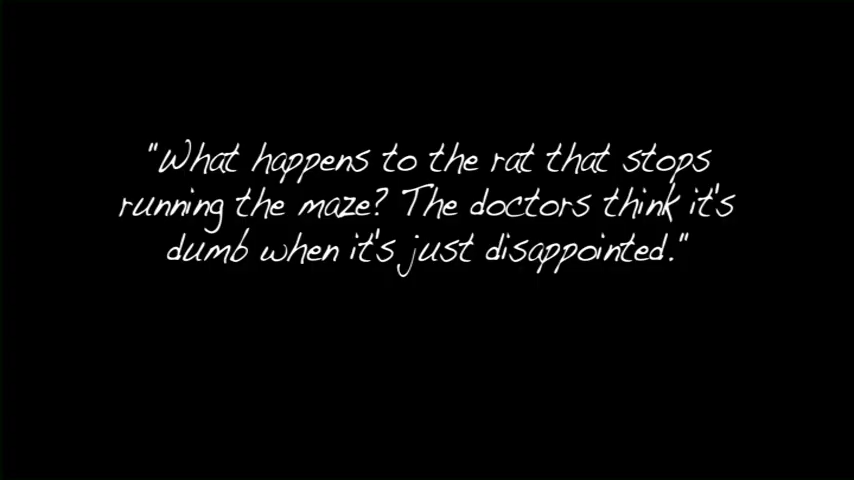 "What happens to the rat that stops
running the maze? The doctors think it's
dumb when it's just disappointed."